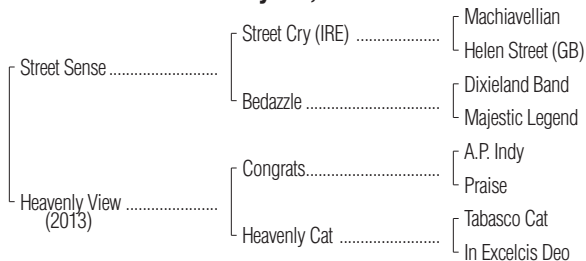 Machiavellian
Street Cry (IRE) ..................
Helen Street (GB)
Street Sense ........................
Dixieland Band
Bedazzle ..............................
Majestic Legend
A.P. Indy
Congrats..............................
Praise
Heavenly View ....................
(2013)
Tabasco Cat
Heavenly Cat ......................
In Excelcis Deo